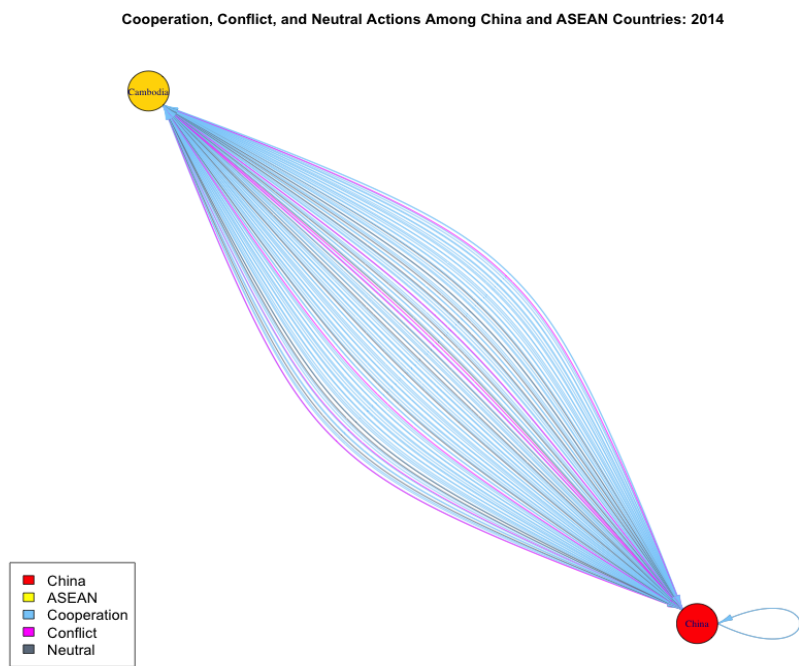 Cooperation, Conflict, and Neutral Actions Among China and ASEAN Countries: 2014
Cambodia
China
China
ASEAN
Cooperation
Conflict
Neutral